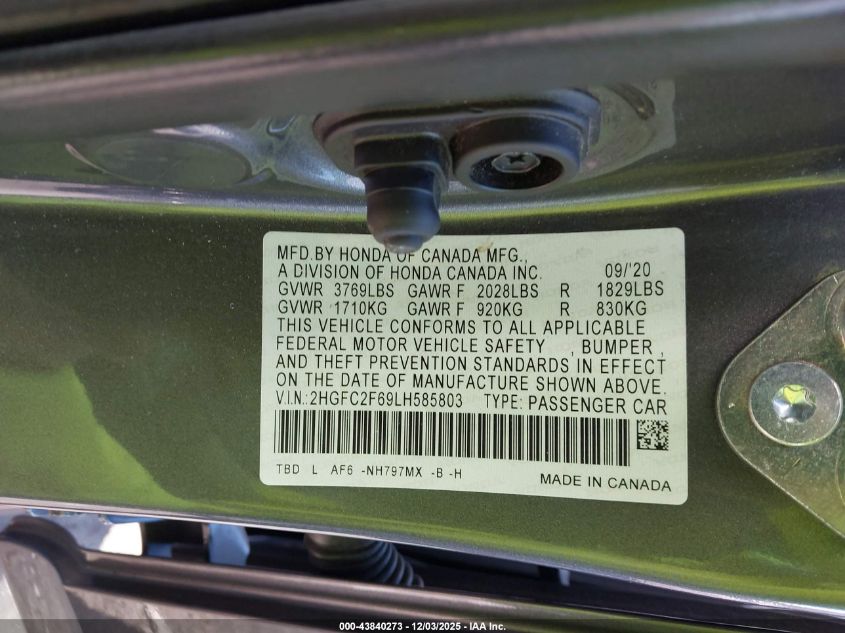 MFD.BY HONDA OF CANADA MFG.,
A DIVISION OF HONDA CANADA INC. 09/'20
GVWR 3769LBS GAWR F 2028LBS R 1829LBS
GVWR 1710KG GAWR F 920KG R 830KG
THIS VEHICLE CONFORMS TO ALL APPLICABLE
FEDERAL MOTOR VEHICLE SAFETY , BUMPER ,
AND THEFT PREVENTION STANDARDS IN EFFECT
ON THE DATE OF MANUFACTURE SHOWN ABOVE.
V.I.N.:2HGFC2F69LH585803 TYPE: PASSENGER CAR
TBD L AF6 -NH797MX -B -H
MADE IN CANADA
000-43840273 - 12/03/2025 - IAA Inc.